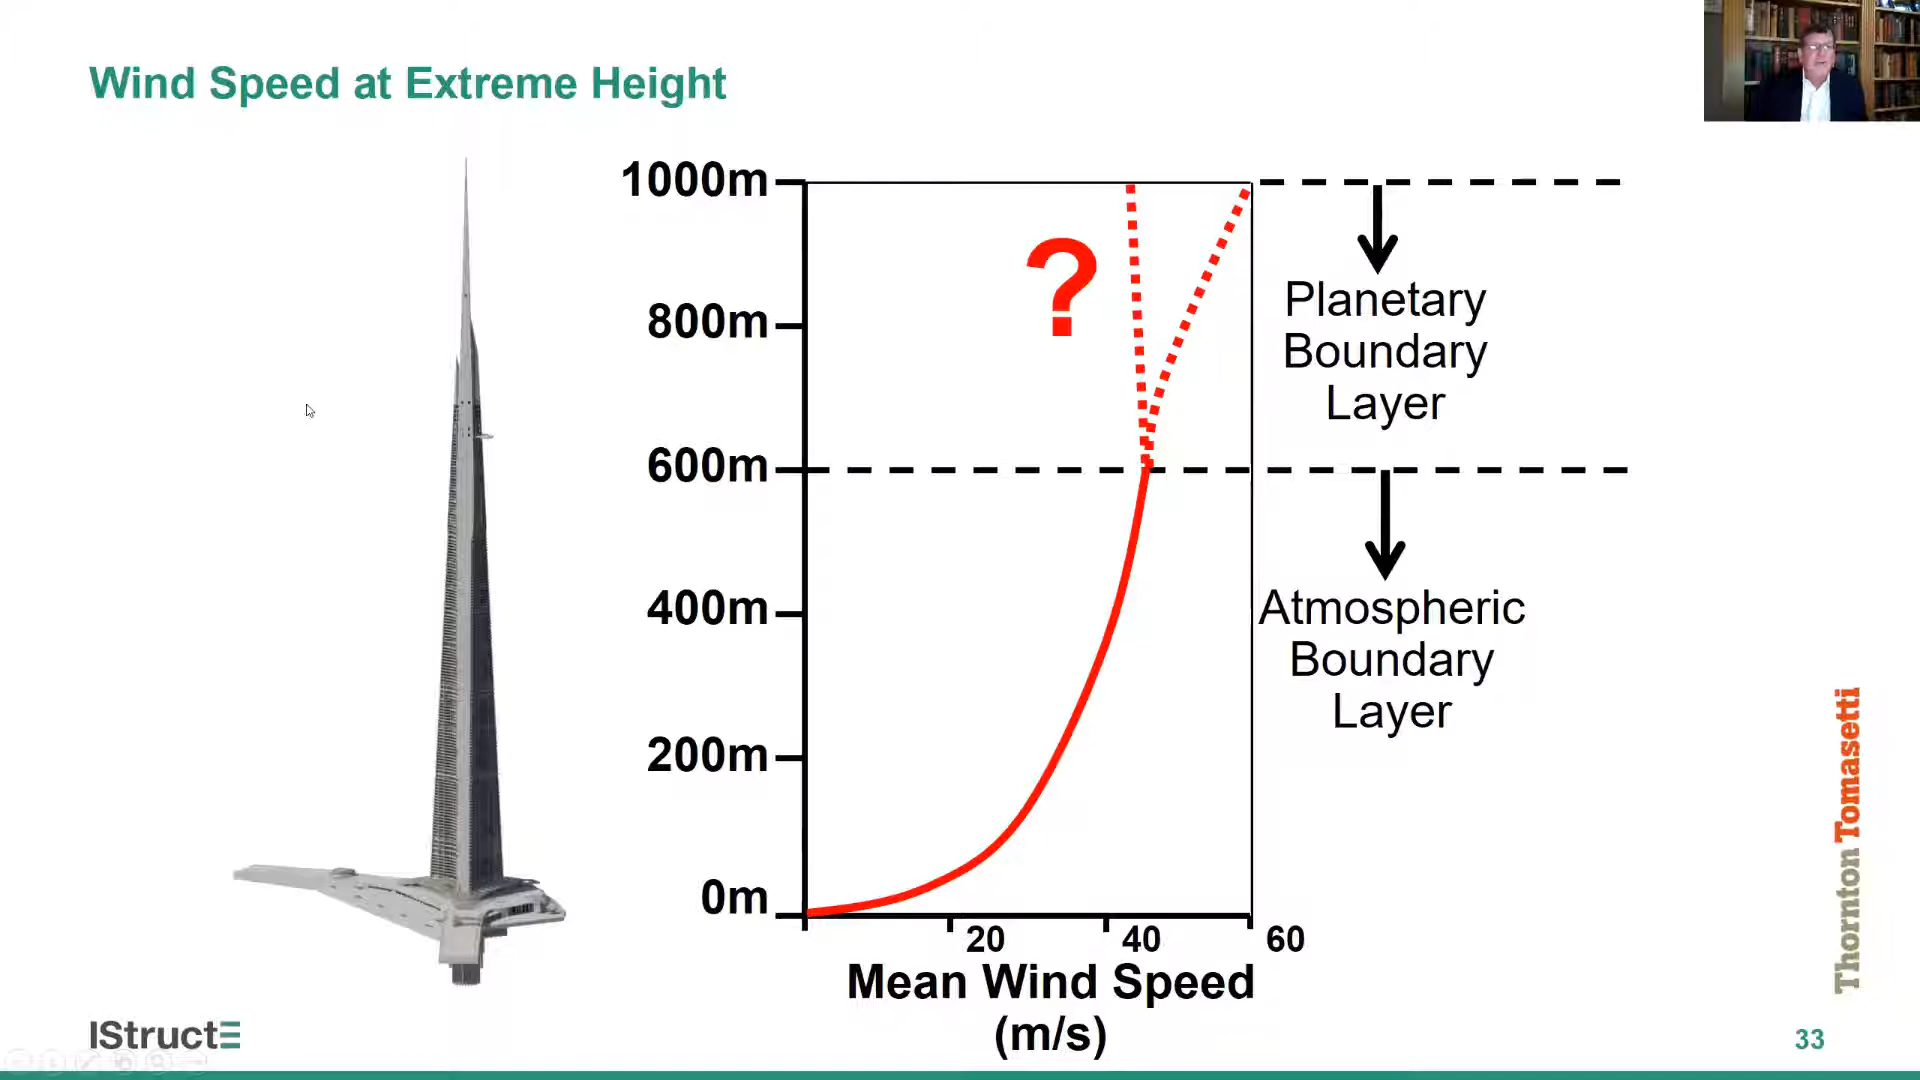 Wind Speed at Extreme Height
1000m
800m
600m
400m
200m
0m
?
20
40
60
Mean Wind Speed
(m/s)
Planetary
Boundary
Layer
Atmospheric
Boundary
Layer
Thornton Tomasetti
IStructE
33